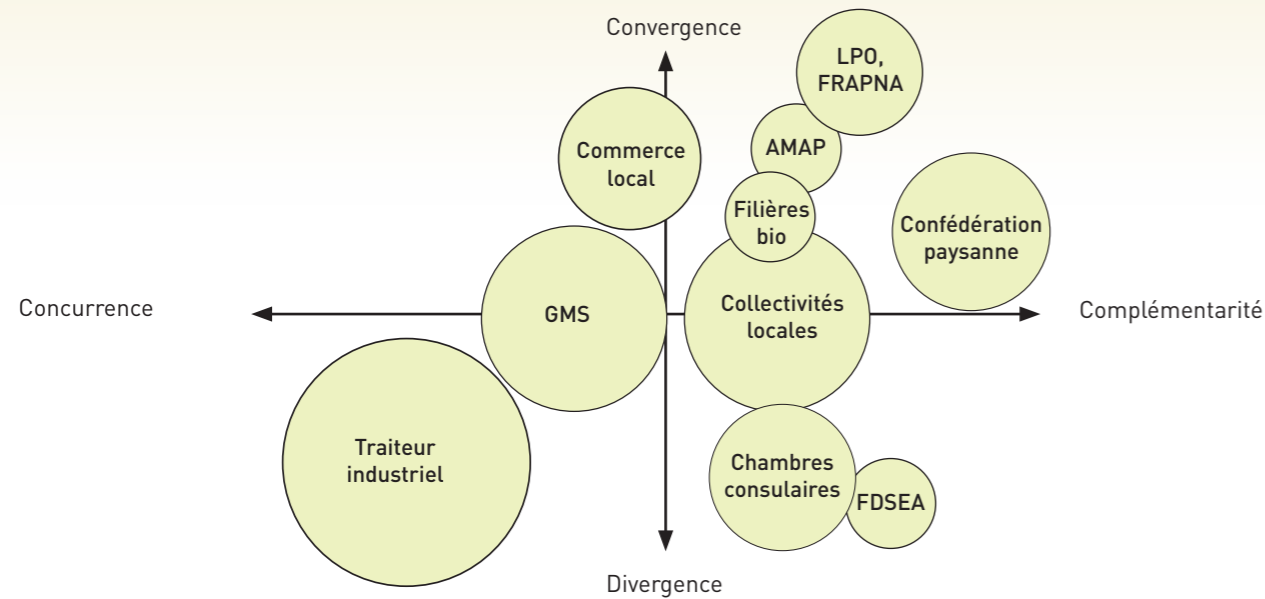 Convergence
LPO,
FRAPNA
Commerce
local
AMAP
Filières
bio
Confédération
paysanne
Concurrence
GMS
Collectivités
locales
Complémentarité
Traiteur
industriel
Chambres
consulaires
FDSEA
Divergence